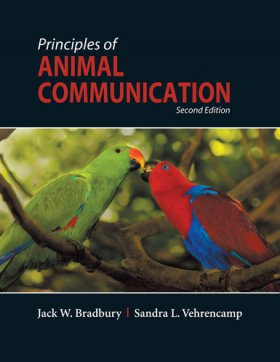 Principles of
ANIMAL
COMMUNICATION
Second Edition
Jack W. Bradbury | Sandra L. Vehrencamp